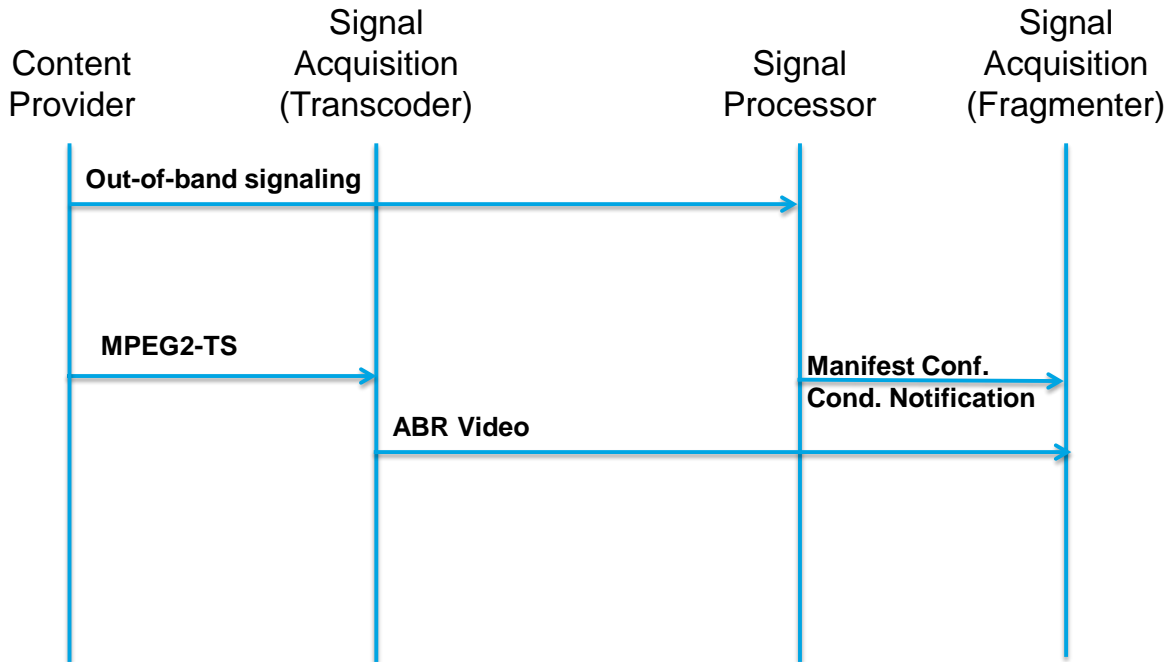 Content
Provider
Signal
Acquisition
(Transcoder)
Signal
Processor
Signal
Acquisition
(Fragmenter)
Out-of-band signaling
MPEG2-TS
Manifest Conf.
Cond. Notification
ABR Video